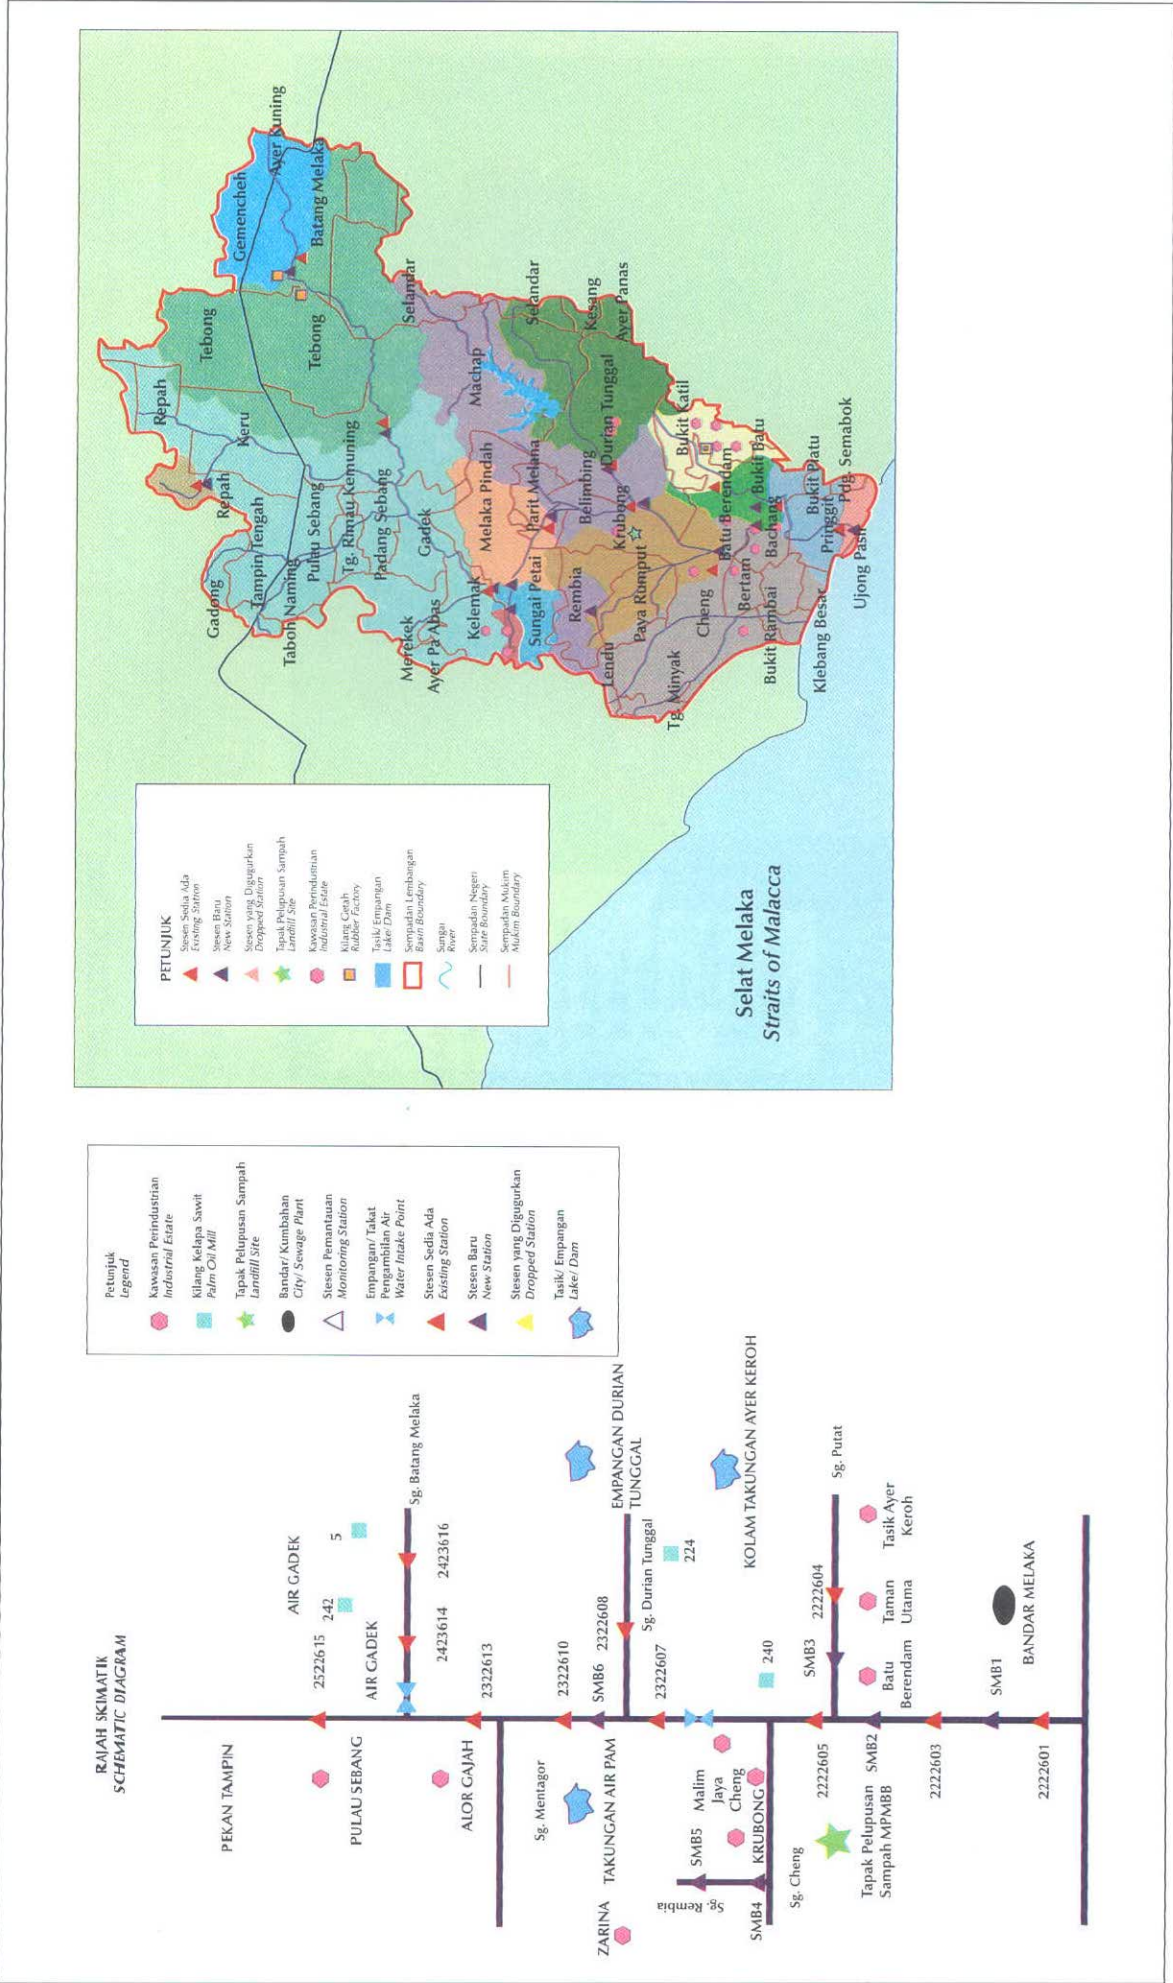 RAJAH SKIMATIK
SCHEMATIC DIAGRAM
PEKAN TAMPIN
2522615
AIR GADEK
242
5
PULAU SEBANG
AIR GADEK
Sg. Batang Melaka
2423614
2423616
ALOR GAJAH
2322613
Sg. Mentagor
2322610
TAKUNGAN AIR PAM
SMB6
2322608
EMPANGAN DURIAN
TUNGGAL
ZARINA
Sg. Durian Tunggal
2322607
224
Sg. Rembia
SMB5
Malim
Jaya
Cheng
KOLAM TAKUNGAN AYER KEROH
SMB4
KRUBONG
240
Sg. Cheng
SMB3
2222604
Sg. Putat
2222605
Tapak Pelupusan
Sampah MPMBB
SMB2
Batu
Berendam
Taman
Utama
Tasik Ayer
Keroh
2222603
SMB1
BANDAR MELAKA
2222601
Petunjuk
Legend
Kawasan Perindustrian
Industrial Estate
Kilang Kelapa Sawit
Palm Oil Mill
Tapak Pelupusan Sampah
Landfill Site
Bandar/ Kumbahan
City/ Sewage Plant
Stesen Pemantauan
Monitoring Station
Empangan/ Takat
Pengambilan Air
Water Intake Point
Stesen Sedia Ada
Existing Station
Stesen Baru
New Station
Stesen yang Digugurkan
Dropped Station
Tasik/ Empangan
Lake/ Dam
PETUNJUK
Stesen Sedia Ada
Existing Station
Stesen Baru
New Station
Stesen yang Digugurkan
Dropped Station
Tapak Pelupusan Sampah
Landfill Site
Kawasan Perindustrian
Industrial Estate
Kilang Getah
Rubber Factory
Tasik/ Empangan
Lake/ Dam
Sempadan Lembangan
Basin Boundary
Sungai
River
Sempadan Negeri
State Boundary
Sempadan Mukim
Mukim Boundary
Selat Melaka
Straits of Malacca
Repah
Tebong
Gemencheh
Ayer Kuning
Gadong
Repah
Keru
Tampin Tengah
Taboh Naming
Pulau Sebang
Tebong
Batang Melaka
Tg. Rimau Kemuning
Padang Sebang
Merekek
Ayer Pa'Abas
Gadek
Selandar
Kelemak
Melaka Pindah
Machap
Sungai Petai
Parit Melana
Selandar
Rembia
Belimbing
Kesang
Lendu
Krubong
Durian Tunggal
Ayer Panas
Paya Rumput
Tg. Minyak
Cheng
Bukit Katil
Batu Berendam
Bertam
Bukit Batu
Bukit Rambai
Bachang
Klebang Besar
Bukit Piatu
Pringgit
Pdg. Semabok
Ujong Pasir